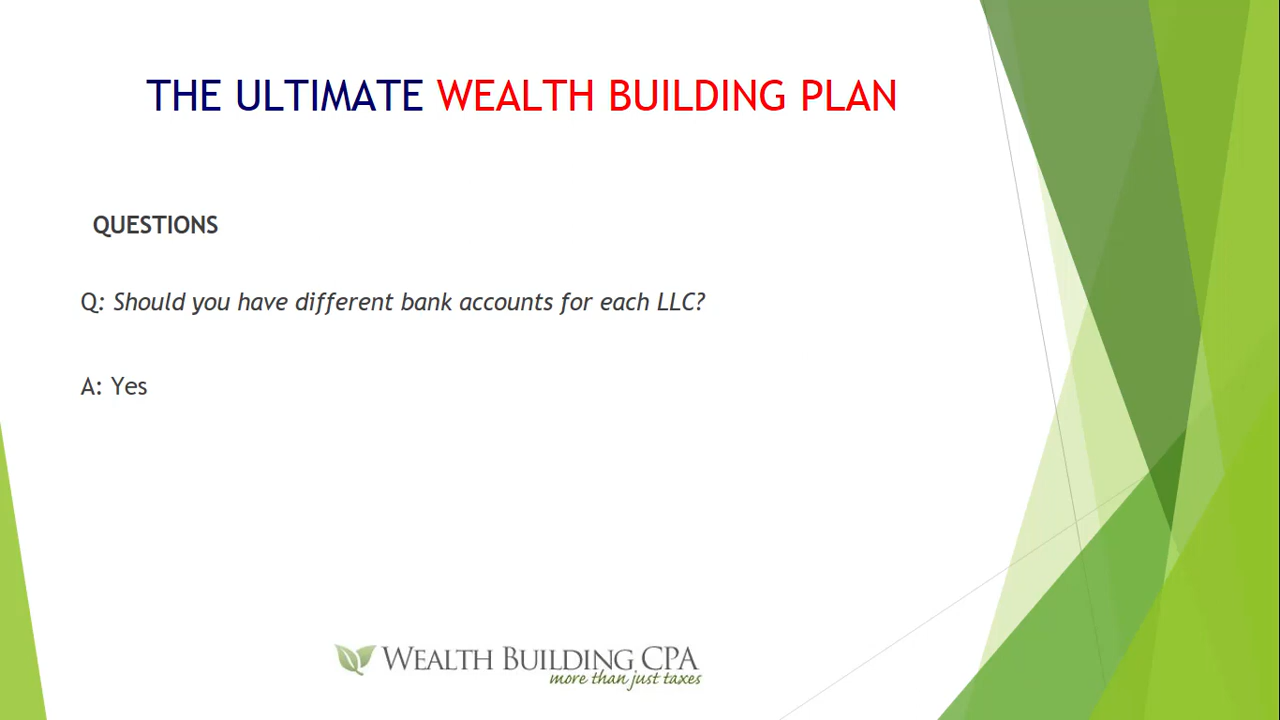 THE ULTIMATE WEALTH BUILDING PLAN
QUESTIONS
Q: Should you have different bank accounts for each LLC?
A: Yes
WEALTH BUILDING CPA
more than just taxes